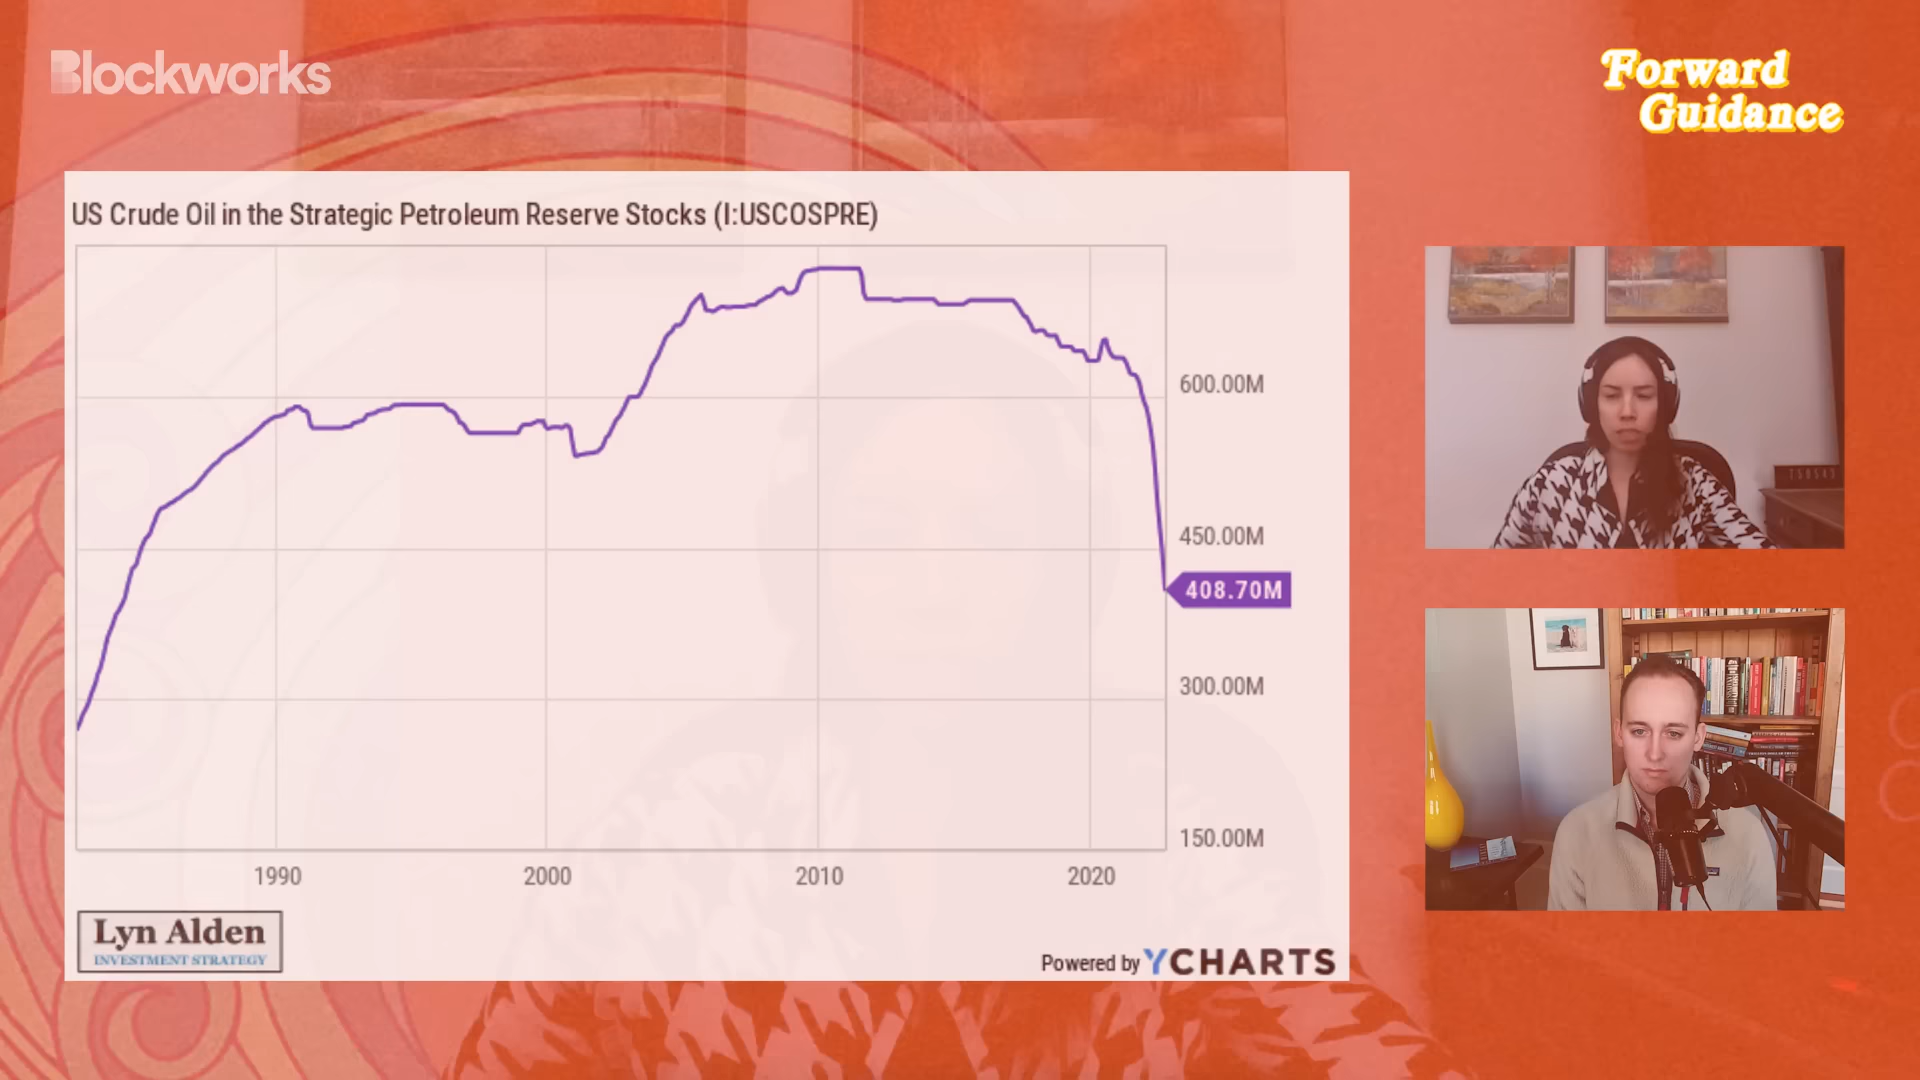 Blockworks
Forward
Guidance
US Crude Oil in the Strategic Petroleum Reserve Stocks (I:USCOSPRE)
600.00M
450.00M
408.70M
300.00M
150.00M
1990 2000 2010 2020
Lyn Alden
INVESTMENT STRATEGY
Powered by YCHARTS